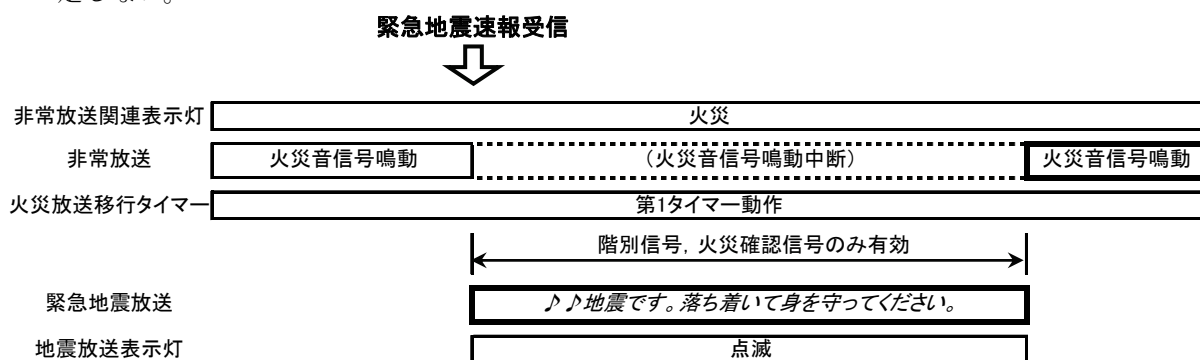 緊急地震速報受信
非常放送関連表示灯 火災
非常放送 火災音信号鳴動 (火災音信号鳴動中断) 火災音信号鳴動
火災放送移行タイマー 第1タイマー動作
階別信号，火災確認信号のみ有効
緊急地震放送 ♪♪地震です。落ち着いて身を守ってください。
地震放送表示灯 点滅